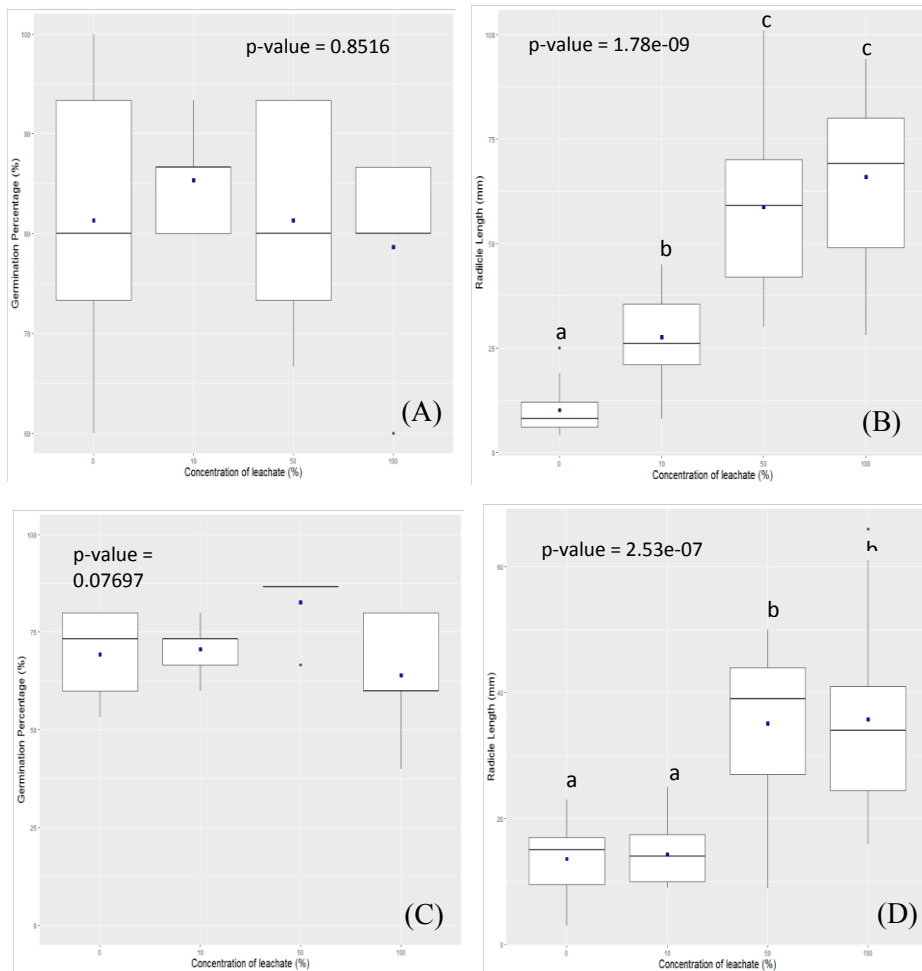 p-value = 0.8516
Germination Percentage (%)
100
90
80
70
60
0
10
50
100
Concentration of leachate (%)
(A)
p-value = 1.78e-09
Radilcle Length (mm)
100
75
50
25
0
a
b
c
c
0
10
50
100
Concentration of leachate (%)
(B)
p-value =
0.07697
Germination Percentage (%)
100
75
50
25
0
0
10
50
100
Concentration of leachate (%)
(C)
p-value = 2.53e-07
Radicle Length (mm)
60
40
20
0
a
a
b
b
0
10
50
100
Concentration of leachate (%)
(D)